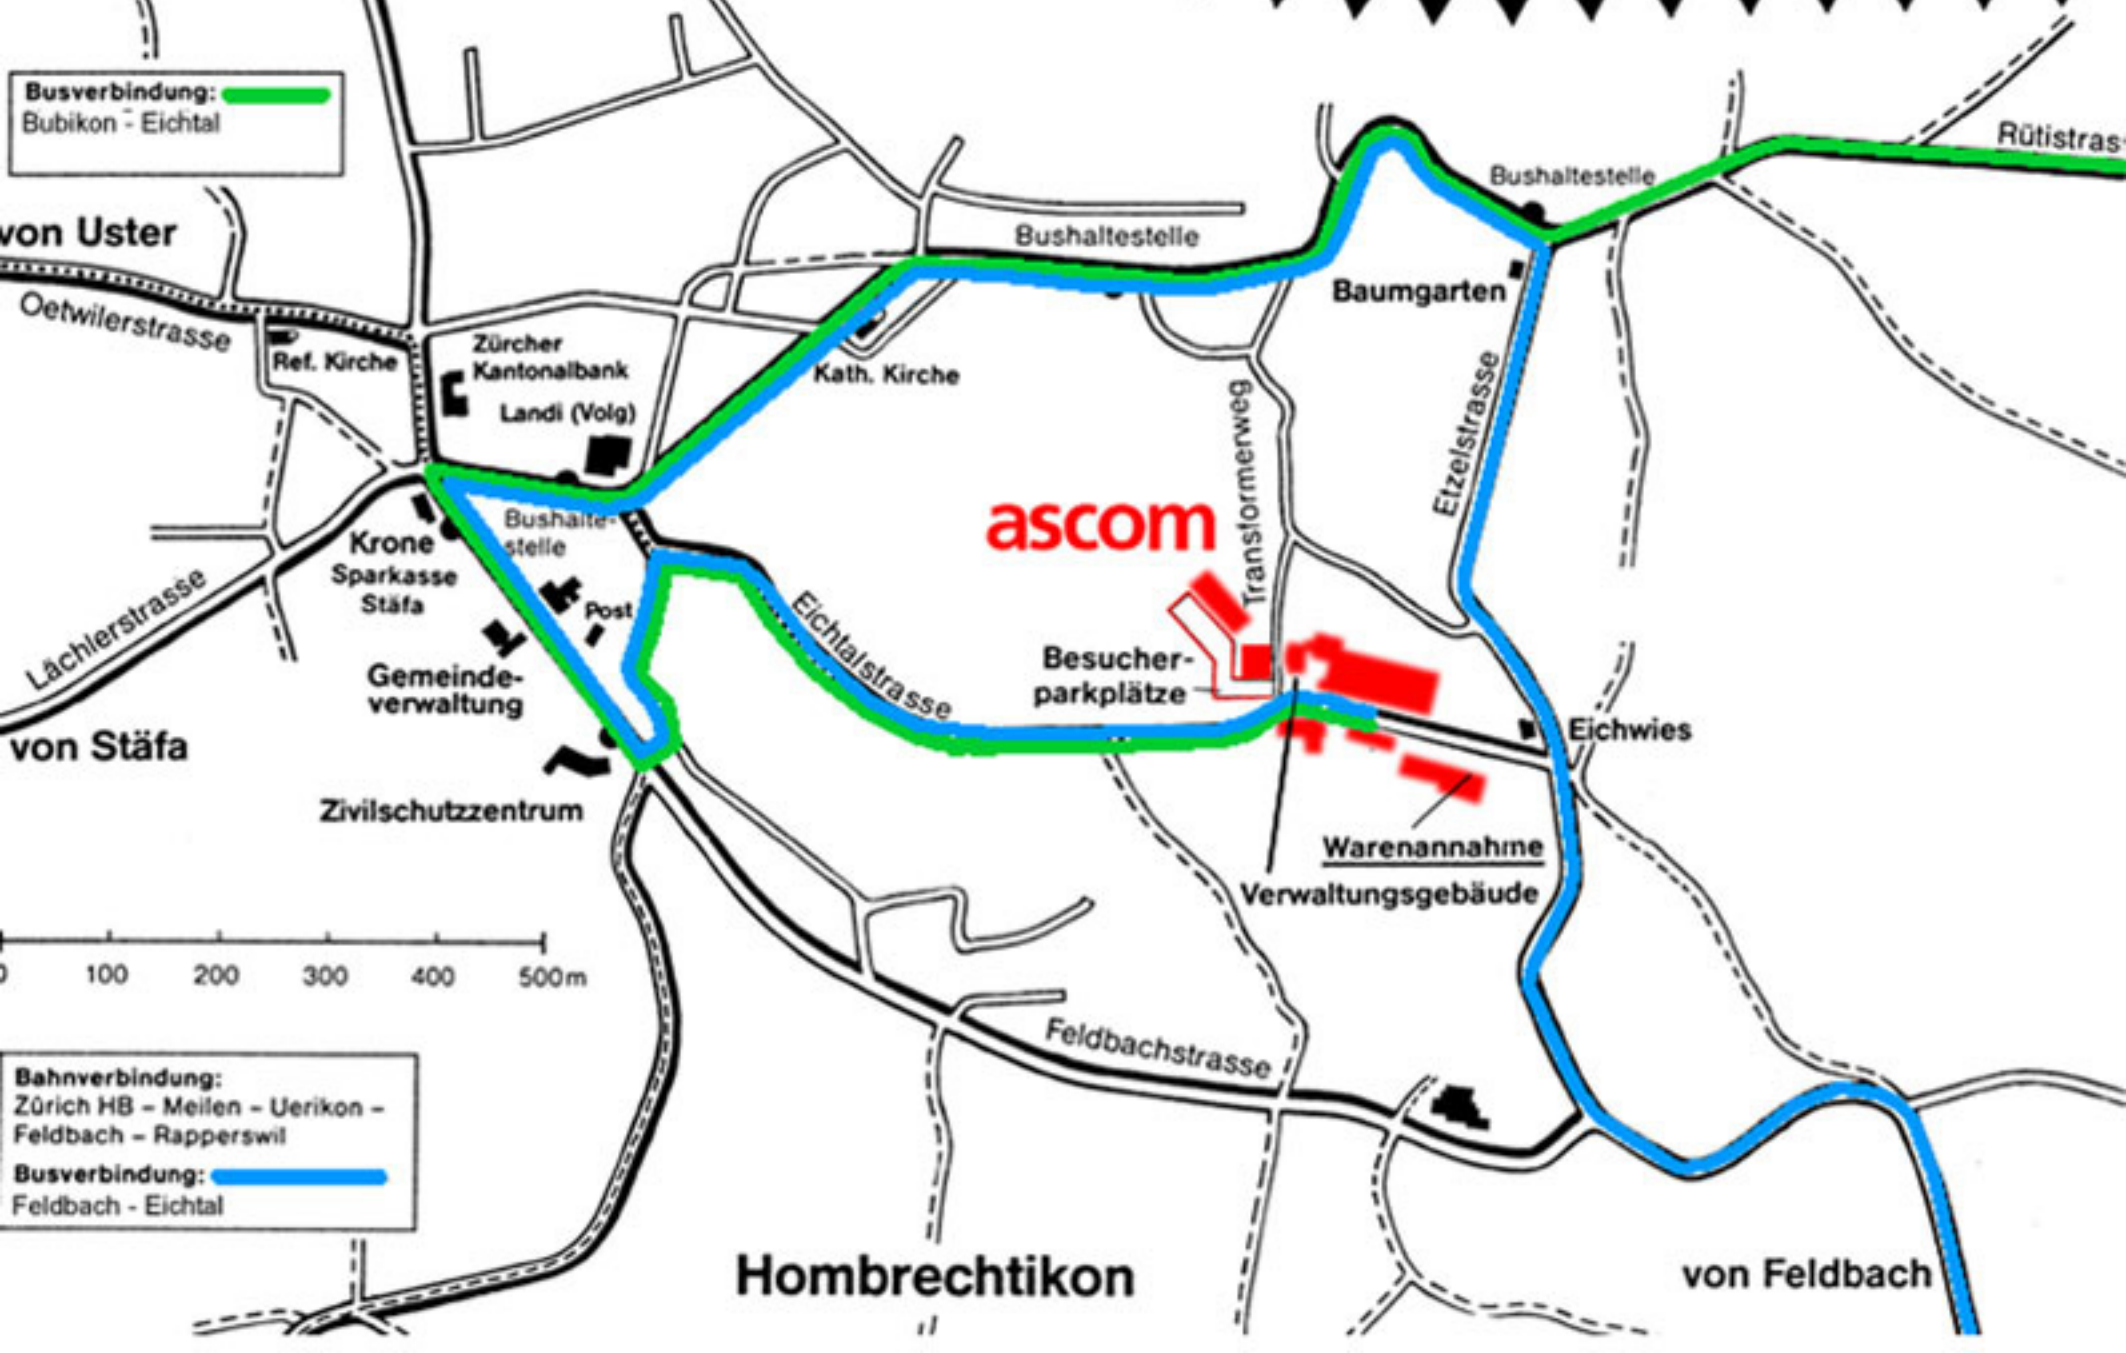 Busverbindung:
Bubikon - Eichtal
Rütistras
Bushaltestelle
von Uster
Bushaltestelle
Oetwilerstrasse
Baumgarten
Ref. Kirche
Zürcher
Kantonalbank
Kath. Kirche
Landi (Volg)
Transformerweg
Etzelstrasse
ascom
Bushalte-
stelle
Krone
Sparkasse
Stäfa
Post
Lächlerstrasse
Eichtalstrasse
Gemeinde-
verwaltung
Besucher-
parkplätze
von Stäfa
Eichwies
Zivilschutzzentrum
Warenannahme
Verwaltungsgebäude
0 100 200 300 400 500m
Feldbachstrasse
Bahnverbindung:
Zürich HB – Meilen – Uerikon –
Feldbach – Rapperswil
Busverbindung:
Feldbach - Eichtal
Hombrechtikon
von Feldbach